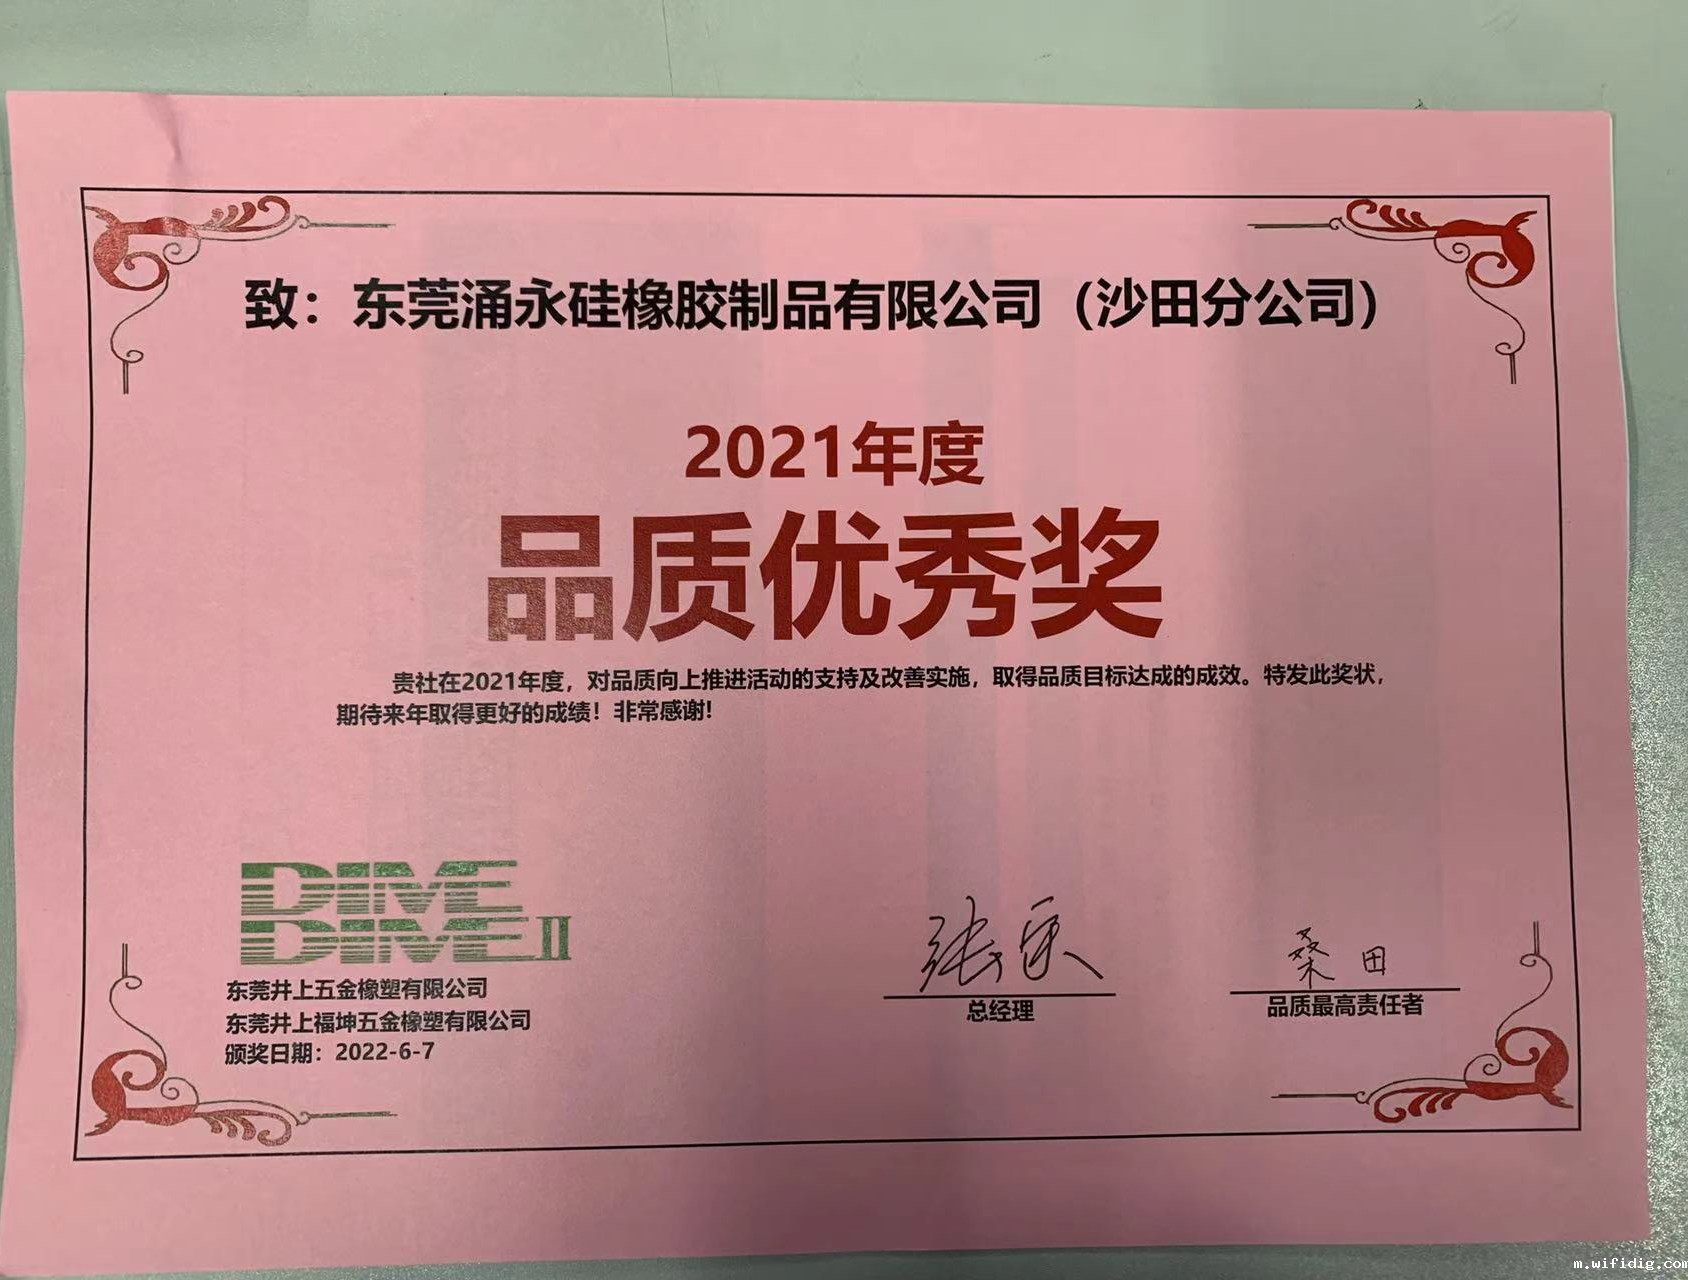 致：东莞涌永硅橡胶制品有限公司（沙田分公司）
2021年度
品质优秀奖
贵社在2021年度，对品质向上推进活动的支持及改善实施，取得品质目标达成的成效。特发此奖状，
期待来年取得更好的成绩！非常感谢!
DIME
DIME II
东莞井上五金橡塑有限公司
东莞井上福坤五金橡塑有限公司
颁奖日期：2022-6-7
张
总经理
桑田
品质最高责任者
m.wifidig.com